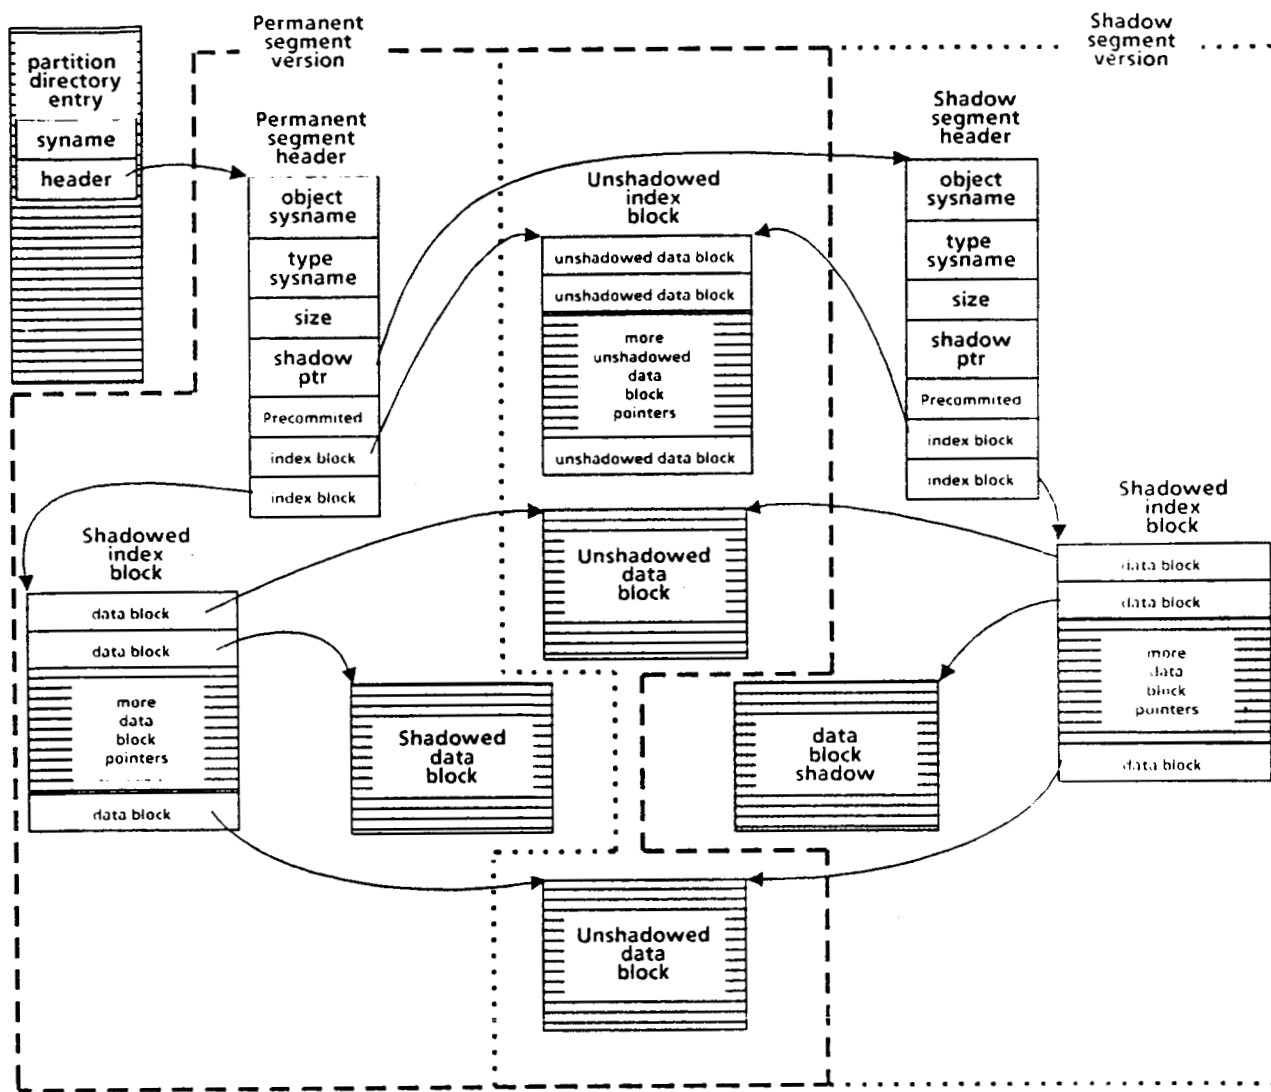 Permanent
segment
version
Shadow
segment
version
partition
directory
entry
syname
header
Permanent
segment
header
object
sysname
type
sysname
size
shadow
ptr
Precommited
index block
index block
Unshadowed
index
block
unshadowed data block
unshadowed data block
more
unshadowed
data
block
pointers
unshadowed data block
Shadow
segment
header
object
sysname
type
sysname
size
shadow
ptr
Precommited
index block
index block
Shadowed
index
block
data block
data block
more
data
block
pointers
data block
Unshadowed
data
block
Shadowed
index
block
data block
data block
more
data
block
pointers
data block
Shadowed
data
block
data
block
shadow
Unshadowed
data
block